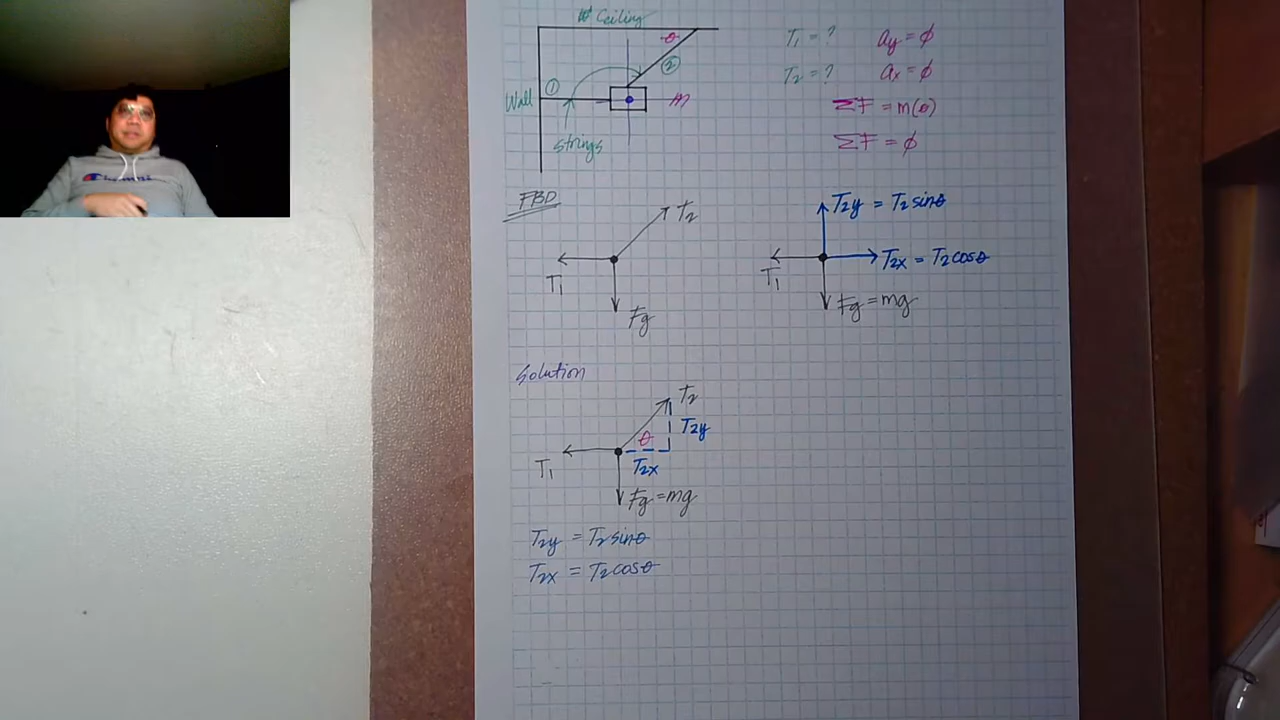 Ceiling
θ
②
①
Wall
m
Strings
T1 = ?
ay = ∅
T2 = ?
ax = ∅
ΣF = m(0)
ΣF = ∅
FBD
T2
T1
Fg
T2y = T2 sinθ
T2x = T2 cosθ
T1
Fg = mg
Solution
T2
T2y
θ
T2x
T1
Fg = mg
T2y = T2 sinθ
T2x = T2 cosθ